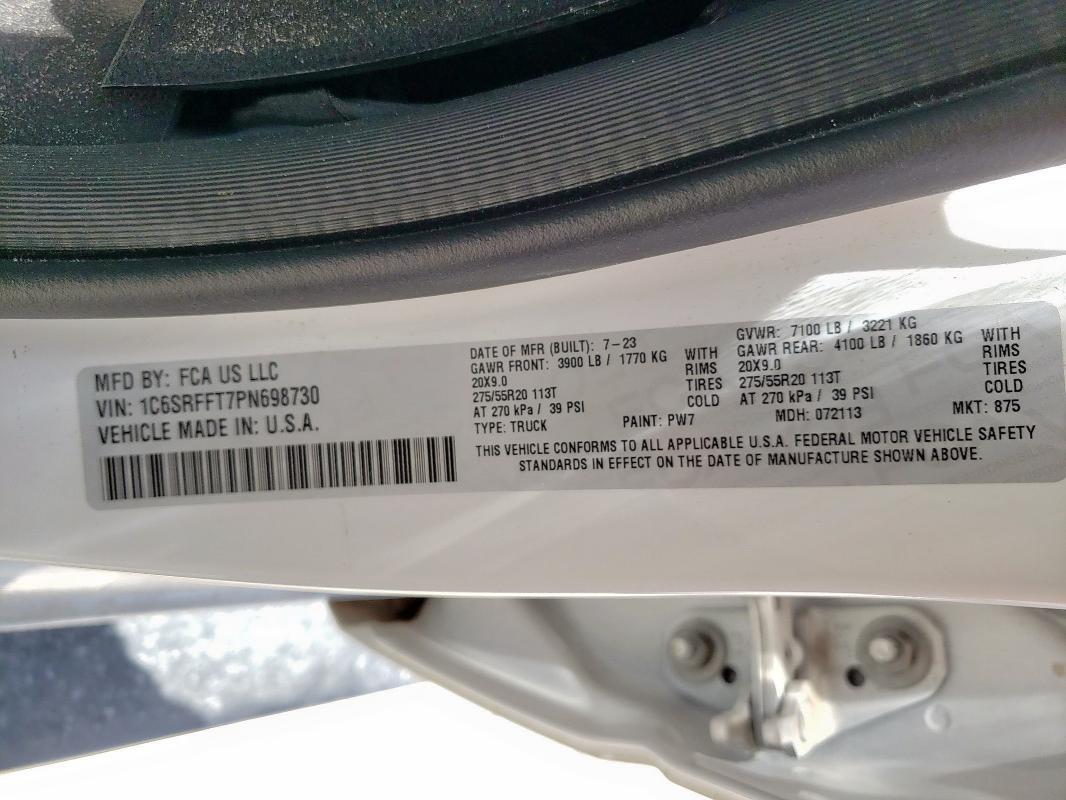 MFD BY: FCA US LLC
VIN: 1C6SRFFT7PN698730
VEHICLE MADE IN: U.S.A.
DATE OF MFR (BUILT): 7-23
GAWR FRONT: 3900 LB / 1770 KG WITH
20X9.0 RIMS
275/55R20 113T TIRES
AT 270 kPa / 39 PSI COLD
TYPE: TRUCK PAINT: PW7
GVWR: 7100 LB / 3221 KG
GAWR REAR: 4100 LB / 1860 KG WITH
20X9.0 RIMS
275/55R20 113T TIRES
AT 270 kPa / 39 PSI COLD
MDH: 072113 MKT: 875
THIS VEHICLE CONFORMS TO ALL APPLICABLE U.S.A. FEDERAL MOTOR VEHICLE SAFETY
STANDARDS IN EFFECT ON THE DATE OF MANUFACTURE SHOWN ABOVE.